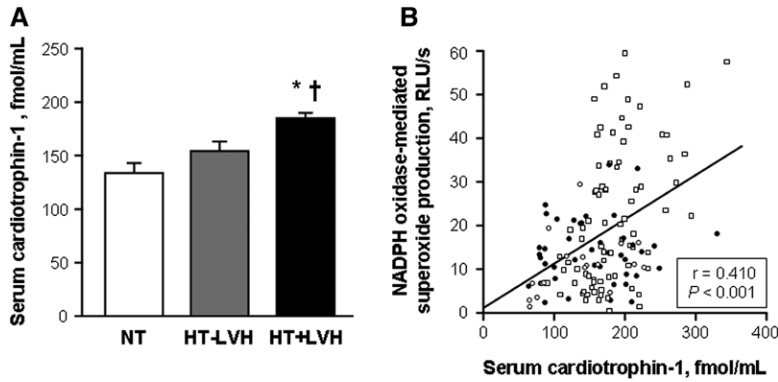 A
Serum cardiotrophin-1 , fmol/mL
250
200
150
100
50
0
* †
NT
HT-LVH
HT+LVH
B
NADPH oxidase-mediated
superoxide production, RLU/s
60
50
40
30
20
10
0
r = 0.410
P < 0.001
0
100
200
300
400
Serum cardiotrophin-1, fmol/mL